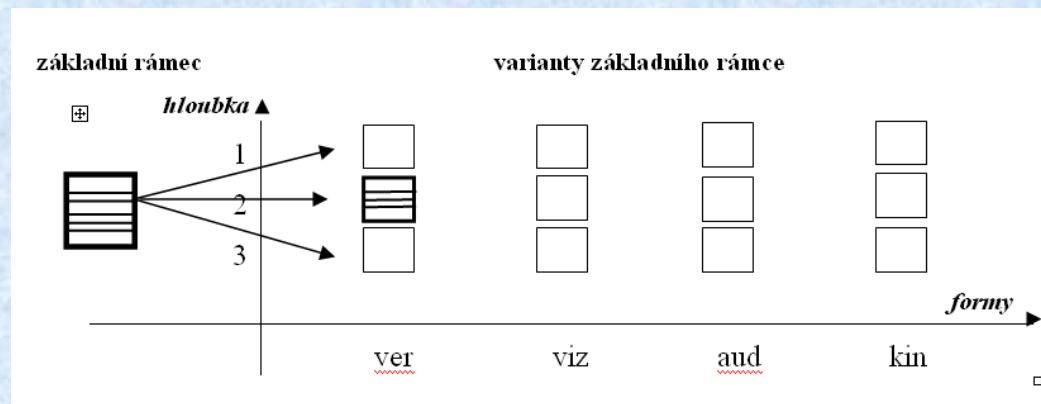 základní rámec
varianty základního rámce
hloubka
1
2
3
formy
ver viz aud kin